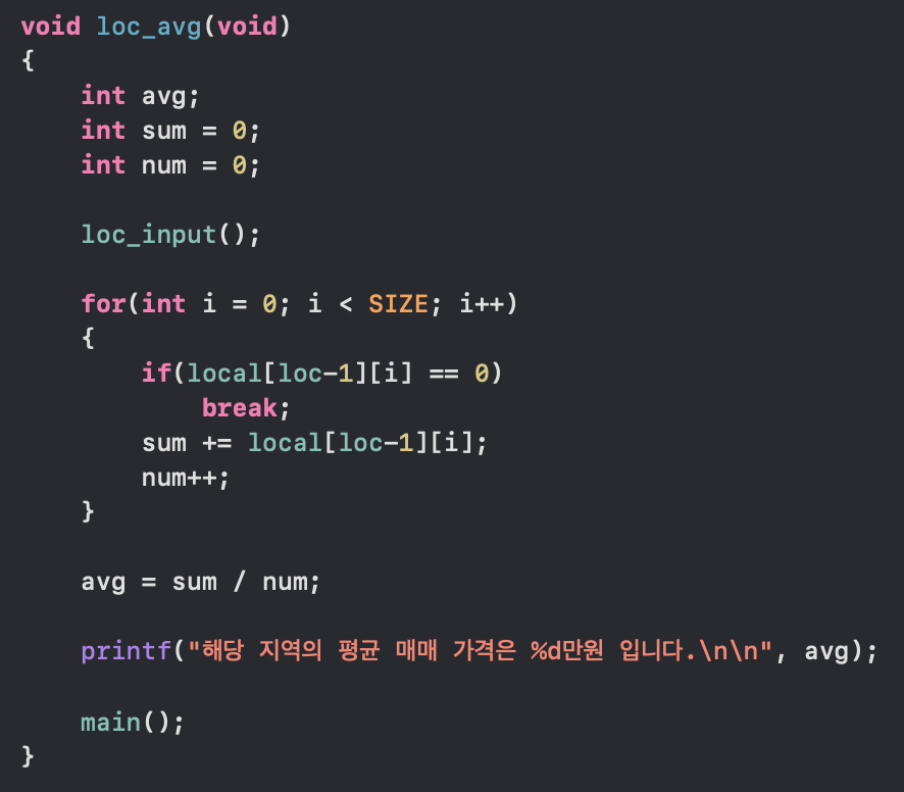 void loc_avg(void)
{
    int avg;
    int sum = 0;
    int num = 0;

    loc_input();

    for(int i = 0; i < SIZE; i++)
    {
        if(local[loc-1][i] == 0)
            break;
        sum += local[loc-1][i];
        num++;
    }

    avg = sum / num;

    printf("해당 지역의 평균 매매 가격은 %d만원 입니다.\n\n", avg);

    main();
}